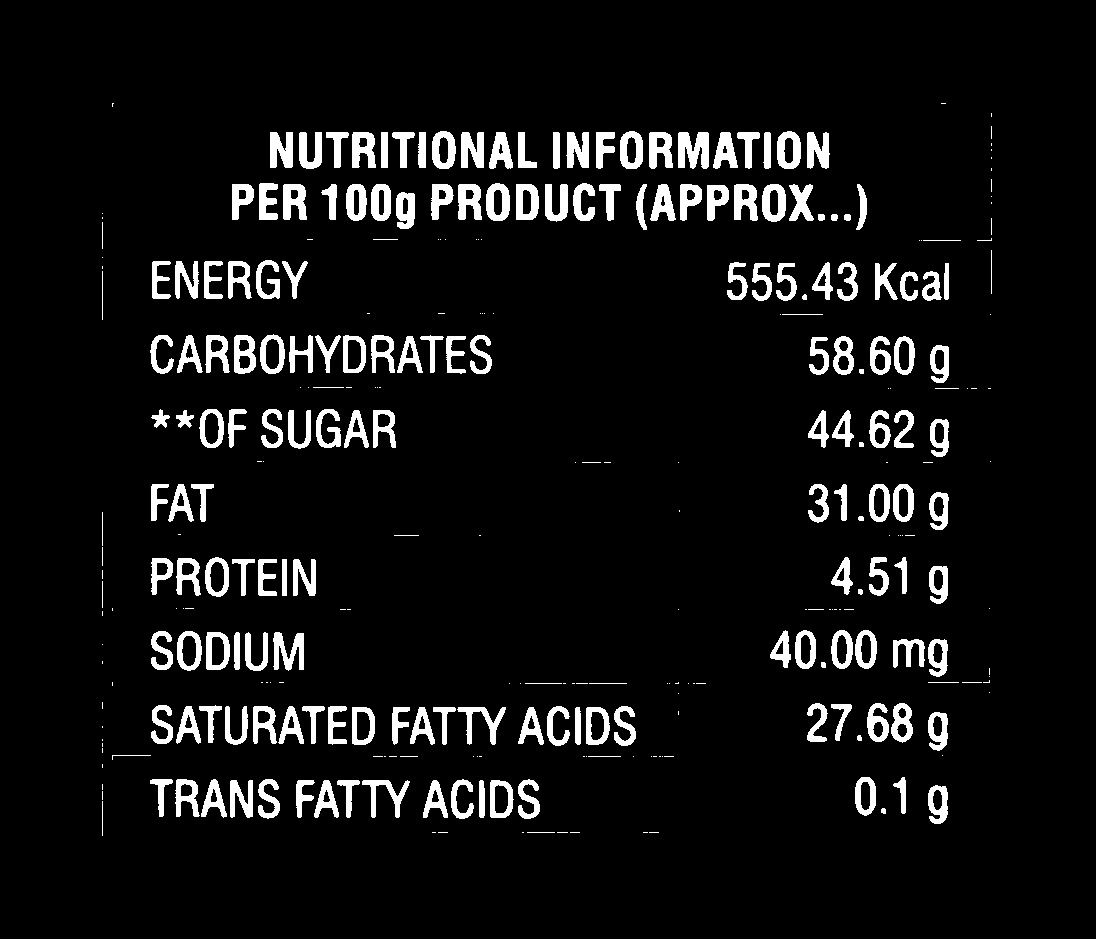 NUTRITIONAL INFORMATION
PER 100g PRODUCT (APPROX...)
ENERGY 555.43 Kcal
CARBOHYDRATES 58.60 g
**OF SUGAR 44.62 g
FAT 31.00 g
PROTEIN 4.51 g
SODIUM 40.00 mg
SATURATED FATTY ACIDS 27.68 g
TRANS FATTY ACIDS 0.1 g